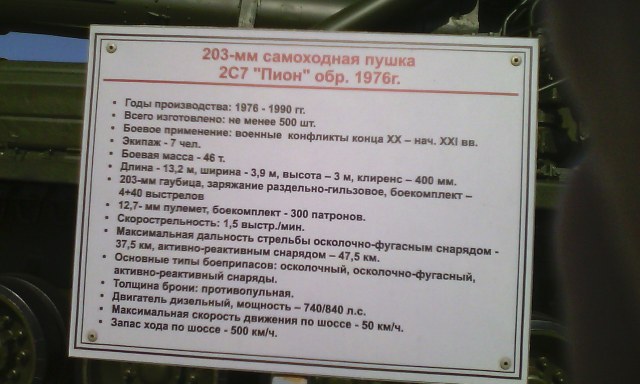 203-мм самоходная пушка
2С7 "Пион" обр. 1976г.
• Годы производства: 1976 - 1990 гг.
• Всего изготовлено: не менее 500 шт.
• Боевое применение: военные конфликты конца XX – нач. XXI вв.
• Экипаж - 7 чел.
• Боевая масса - 46 т.
• Длина - 13,2 м, ширина - 3,9 м, высота – 3 м, клиренс – 400 мм.
• 203-мм гаубица, заряжание раздельно-гильзовое, боекомплект –
4+40 выстрелов
• 12,7- мм пулемет, боекомплект - 300 патронов.
• Скорострельность: 1,5 выстр./мин.
• Максимальная дальность стрельбы осколочно-фугасным снарядом -
37,5 км, активно-реактивным снарядом – 47,5 км.
• Основные типы боеприпасов: осколочный, осколочно-фугасный,
активно-реактивный снаряды.
• Толщина брони: противопульная.
• Двигатель дизельный, мощность – 740/840 л.с.
• Максимальная скорость движения по шоссе - 50 км/ч.
• Запас хода по шоссе - 500 км/ч.